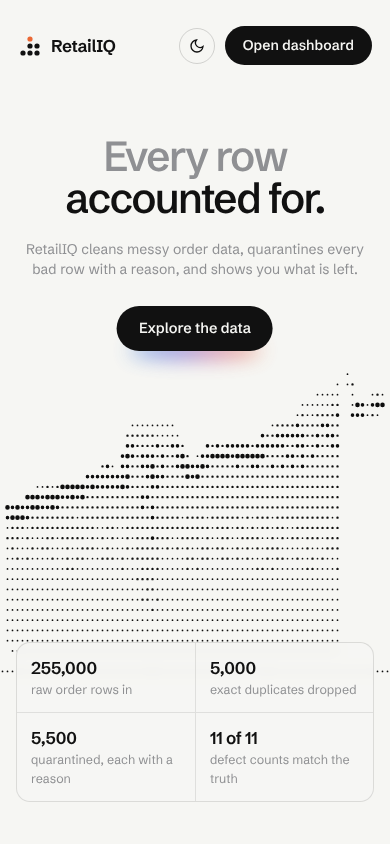 RetailIQ
Open dashboard
Every row
accounted for.
RetailIQ cleans messy order data, quarantines every
bad row with a reason, and shows you what is left.
Explore the data
255,000
raw order rows in
5,000
exact duplicates dropped
5,500
quarantined, each with a
reason
11 of 11
defect counts match the
truth